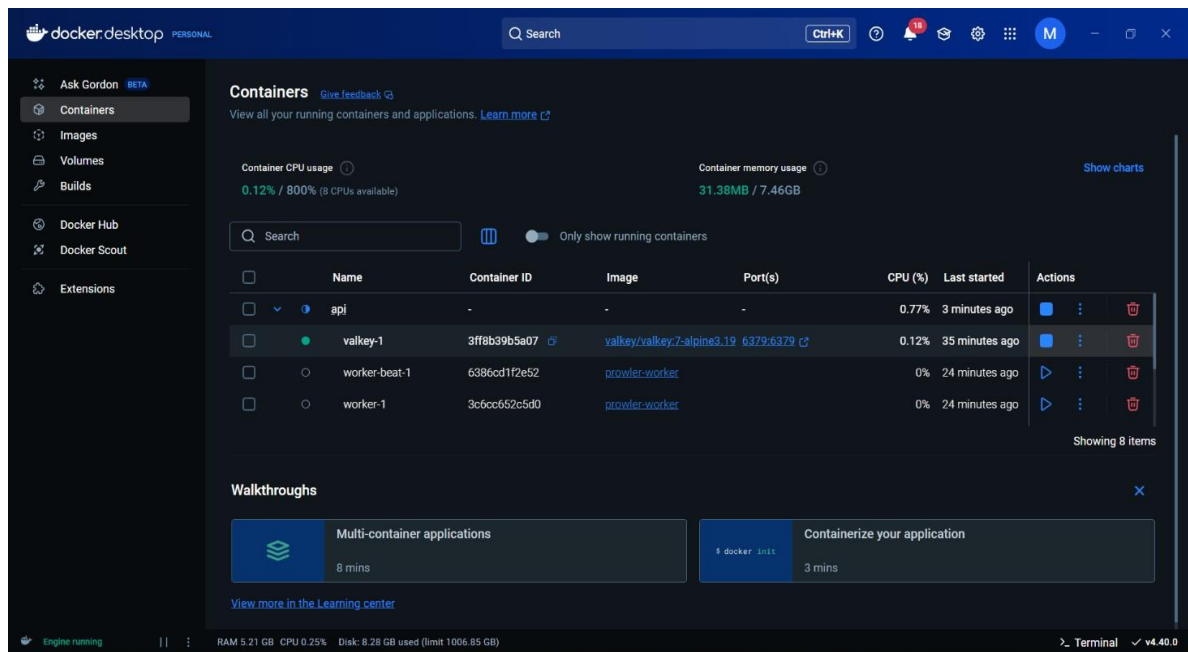 docker.desktop PERSONAL Search Ctrl+K 18 M
Ask Gordon BETA
Containers
Images
Volumes
Builds
Docker Hub
Docker Scout
Extensions
Containers Give feedback
View all your running containers and applications. Learn more
Container CPU usage
0.12% / 800% (8 CPUs available)
Container memory usage
31.38MB / 7.46GB
Show charts
Search Only show running containers
Name Container ID Image Port(s) CPU (%) Last started Actions
api - - - 0.77% 3 minutes ago
valkey-1 3ff8b39b5a07 valkey/valkey:7-alpine3.19 6379:6379 0.12% 35 minutes ago
worker-beat-1 6386cd1f2e52 prowler-worker 0% 24 minutes ago
worker-1 3c6cc652c5d0 prowler-worker 0% 24 minutes ago
Showing 8 items
Walkthroughs
Multi-container applications
8 mins
$ docker init
Containerize your application
3 mins
View more in the Learning center
Engine running RAM 5.21 GB CPU 0.25% Disk: 8.28 GB used (limit 1006.85 GB) >_ Terminal v4.40.0